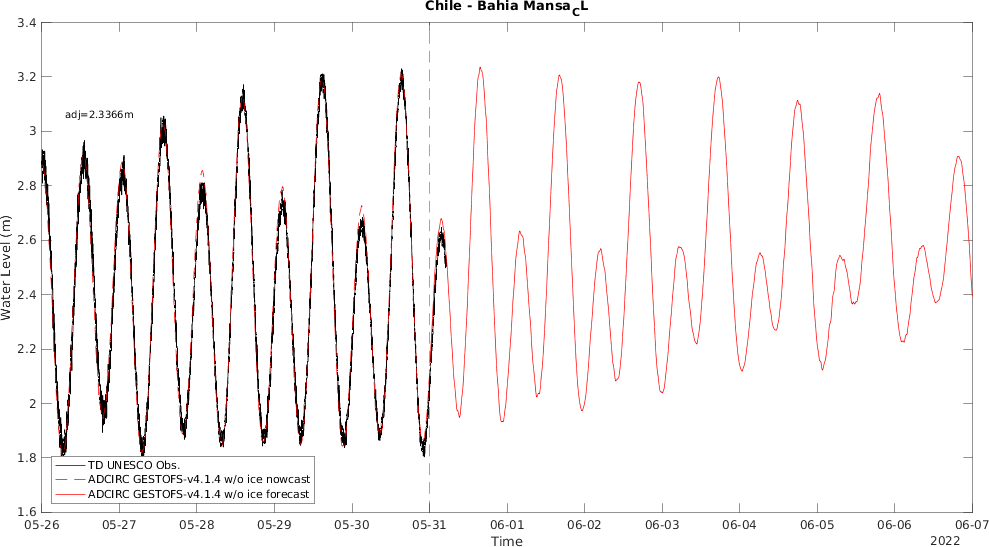 Chile - Bahia Mansa_CL
3.4
3.2
3
2.8
2.6
2.4
2.2
2
1.8
1.6
Water Level (m)
adj=2.3366m
TD UNESCO Obs.
ADCIRC GESTOFS-v4.1.4 w/o ice nowcast
ADCIRC GESTOFS-v4.1.4 w/o ice forecast
05-26 05-27 05-28 05-29 05-30 05-31 06-01 06-02 06-03 06-04 06-05 06-06 06-07
Time
2022